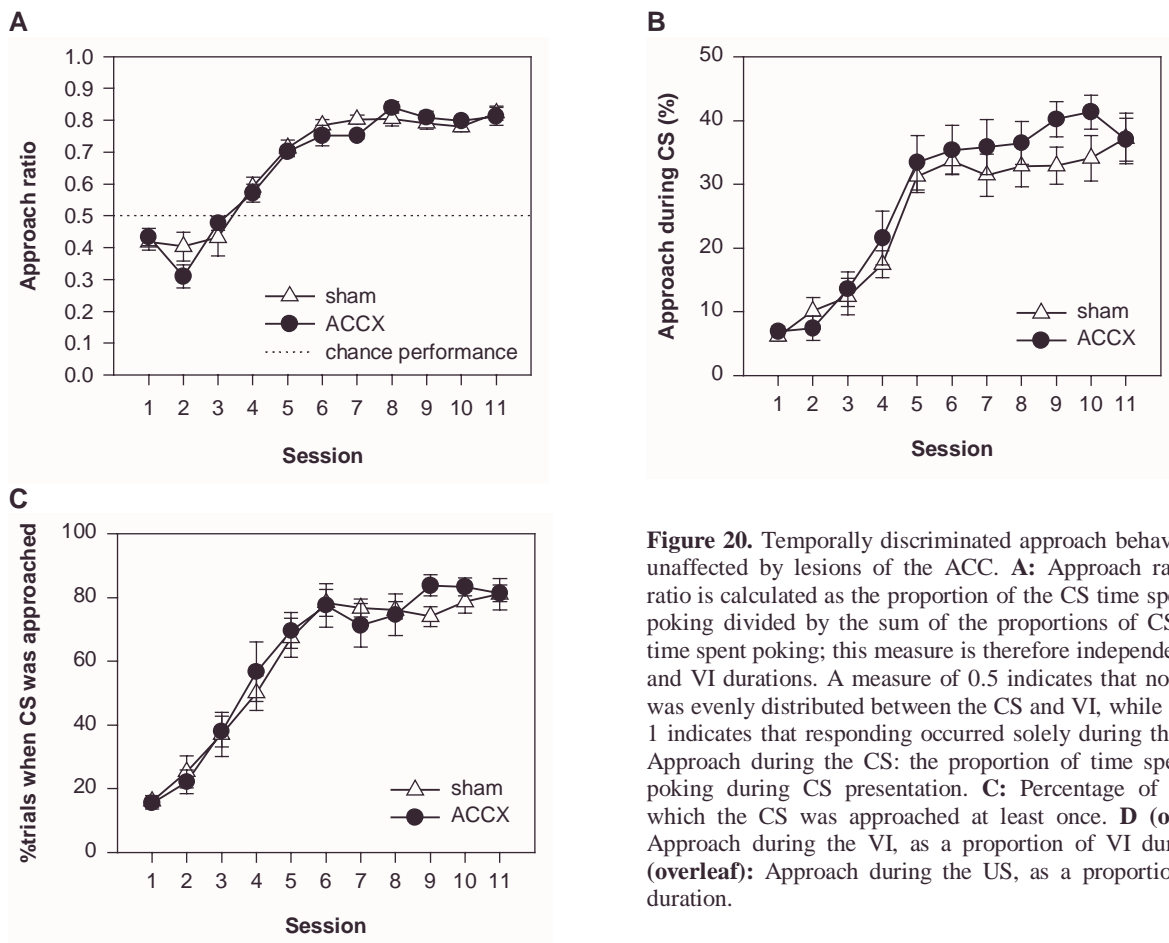 A
1.0
0.9
0.8
0.7
0.6
0.5
0.4
0.3
0.2
0.1
0.0
Approach ratio
sham
ACCX
chance performance
1 2 3 4 5 6 7 8 9 10 11
Session
B
50
40
30
20
10
0
Approach during CS (%)
sham
ACCX
1 2 3 4 5 6 7 8 9 10 11
Session
C
100
80
60
40
20
0
%trials when CS was approached
sham
ACCX
1 2 3 4 5 6 7 8 9 10 11
Session
Figure 20. Temporally discriminated approach behav
unaffected by lesions of the ACC. A: Approach ra
ratio is calculated as the proportion of the CS time spe
poking divided by the sum of the proportions of CS
time spent poking; this measure is therefore independe
and VI durations. A measure of 0.5 indicates that no
was evenly distributed between the CS and VI, while
1 indicates that responding occurred solely during th
Approach during the CS: the proportion of time spe
poking during CS presentation. C: Percentage of
which the CS was approached at least once. D (o
Approach during the VI, as a proportion of VI dur
(overleaf): Approach during the US, as a proportio
duration.